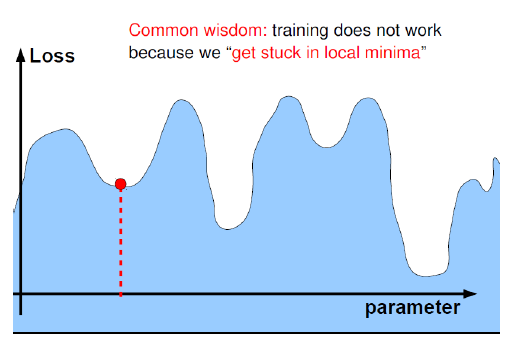 Common wisdom: training does not work
because we “get stuck in local minima”
Loss
parameter